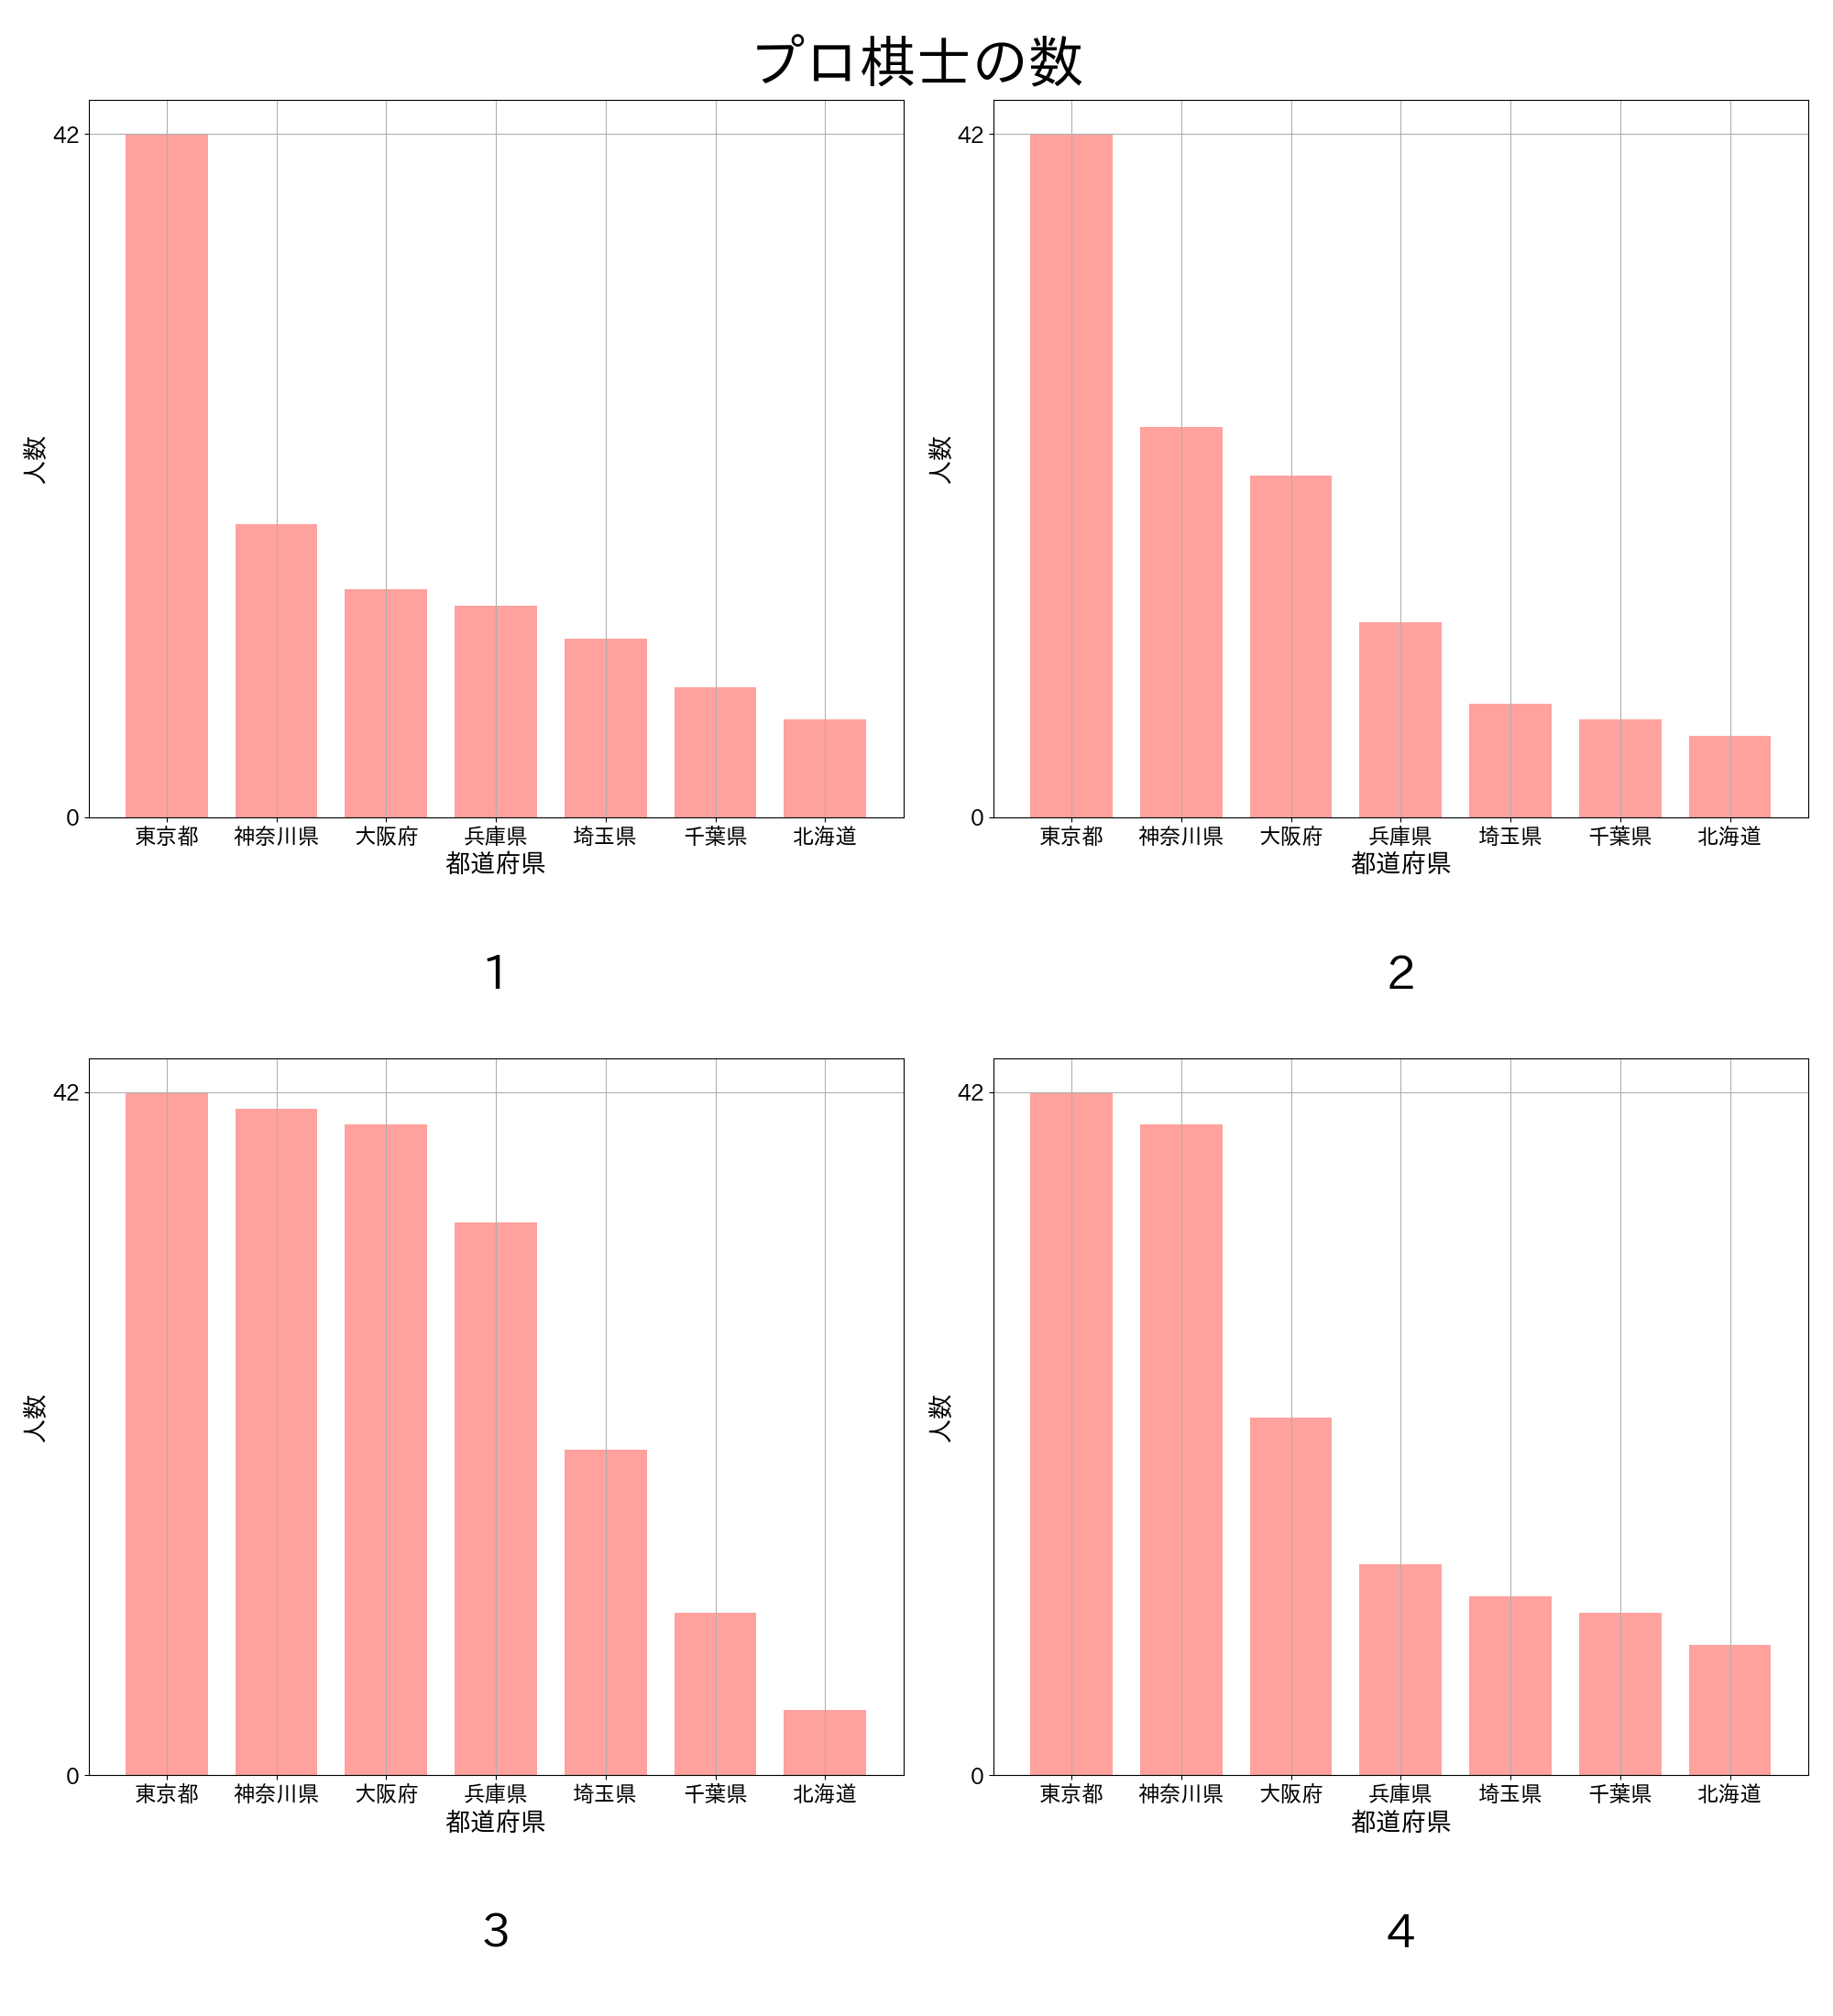 プロ棋士の数
42
0
人数
東京都 神奈川県 大阪府 兵庫県 埼玉県 千葉県 北海道
都道府県
1
42
0
人数
東京都 神奈川県 大阪府 兵庫県 埼玉県 千葉県 北海道
都道府県
2
42
0
人数
東京都 神奈川県 大阪府 兵庫県 埼玉県 千葉県 北海道
都道府県
3
42
0
人数
東京都 神奈川県 大阪府 兵庫県 埼玉県 千葉県 北海道
都道府県
4